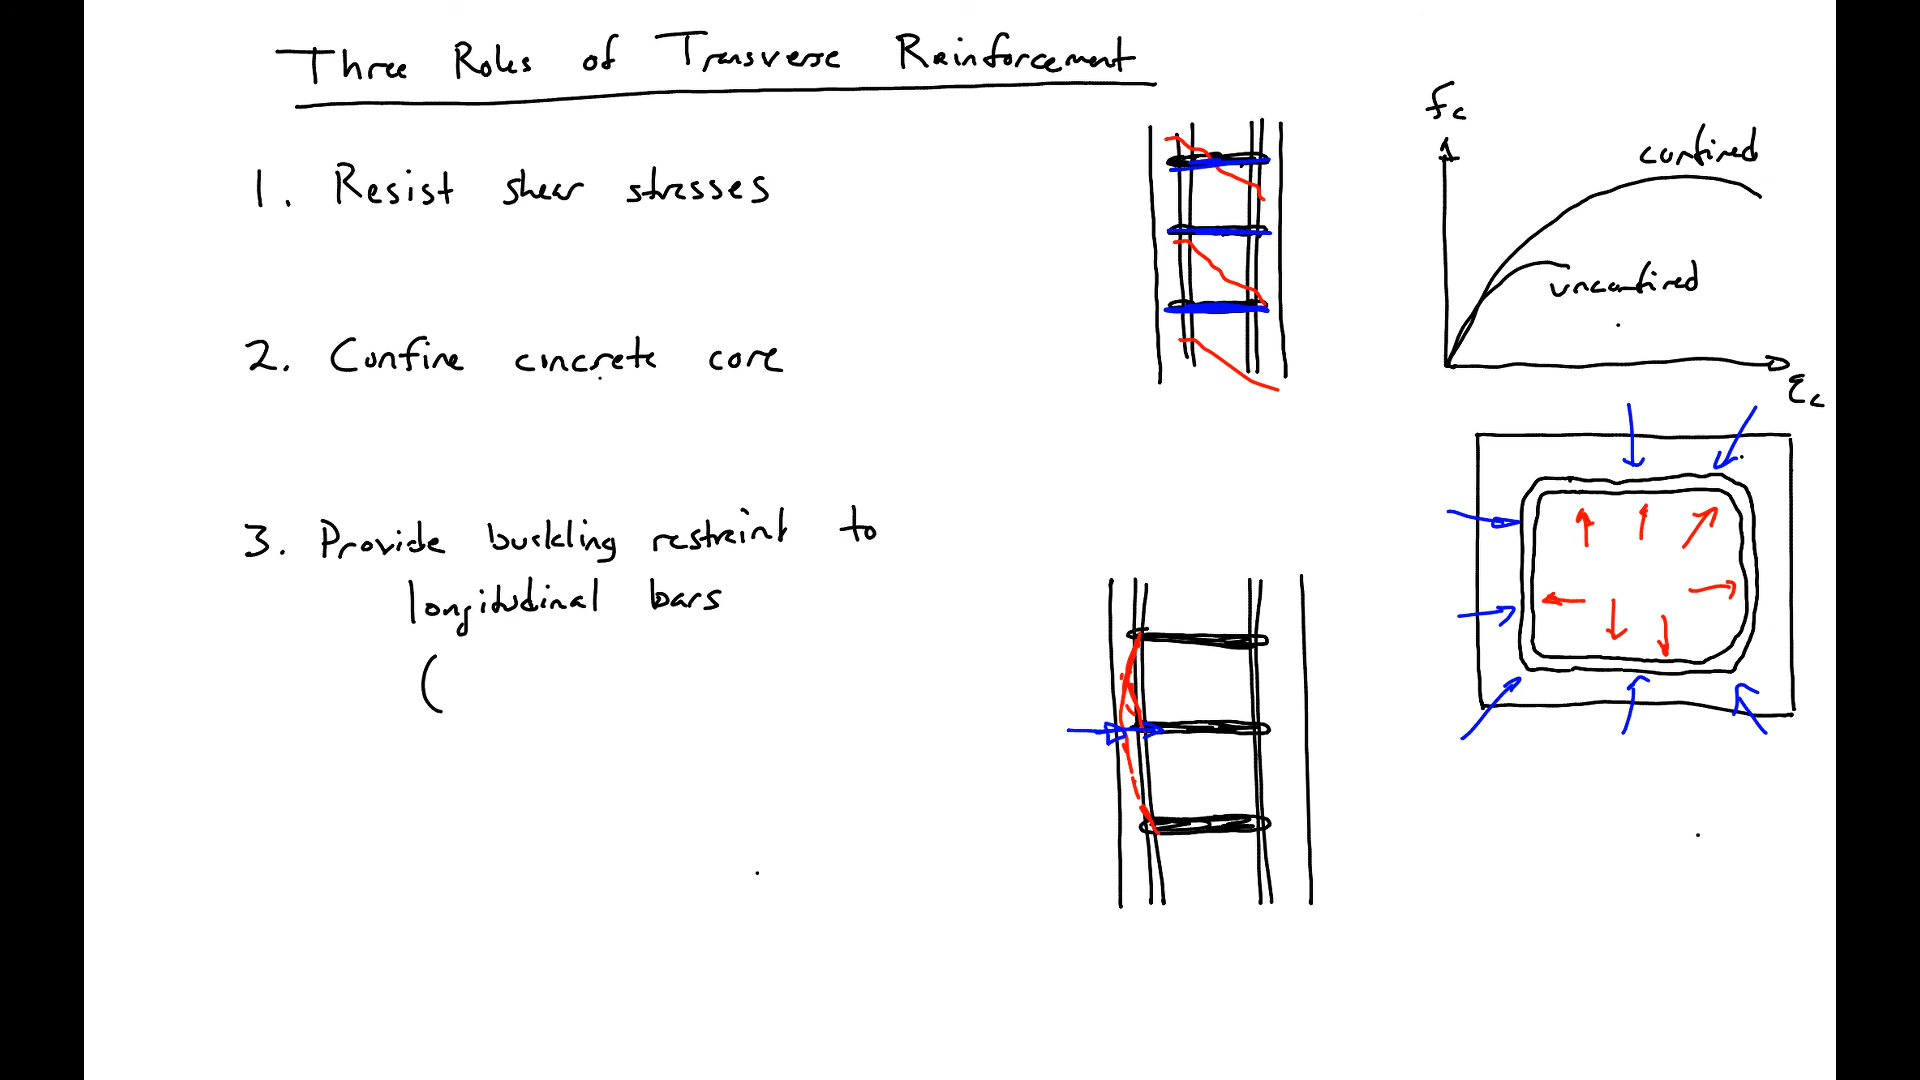 Three Roles of Transverse Reinforcement
1. Resist shear stresses
2. Confine concrete core
3. Provide buckling restraint to
longitudinal bars
(
fc
confined
unconfined
εc